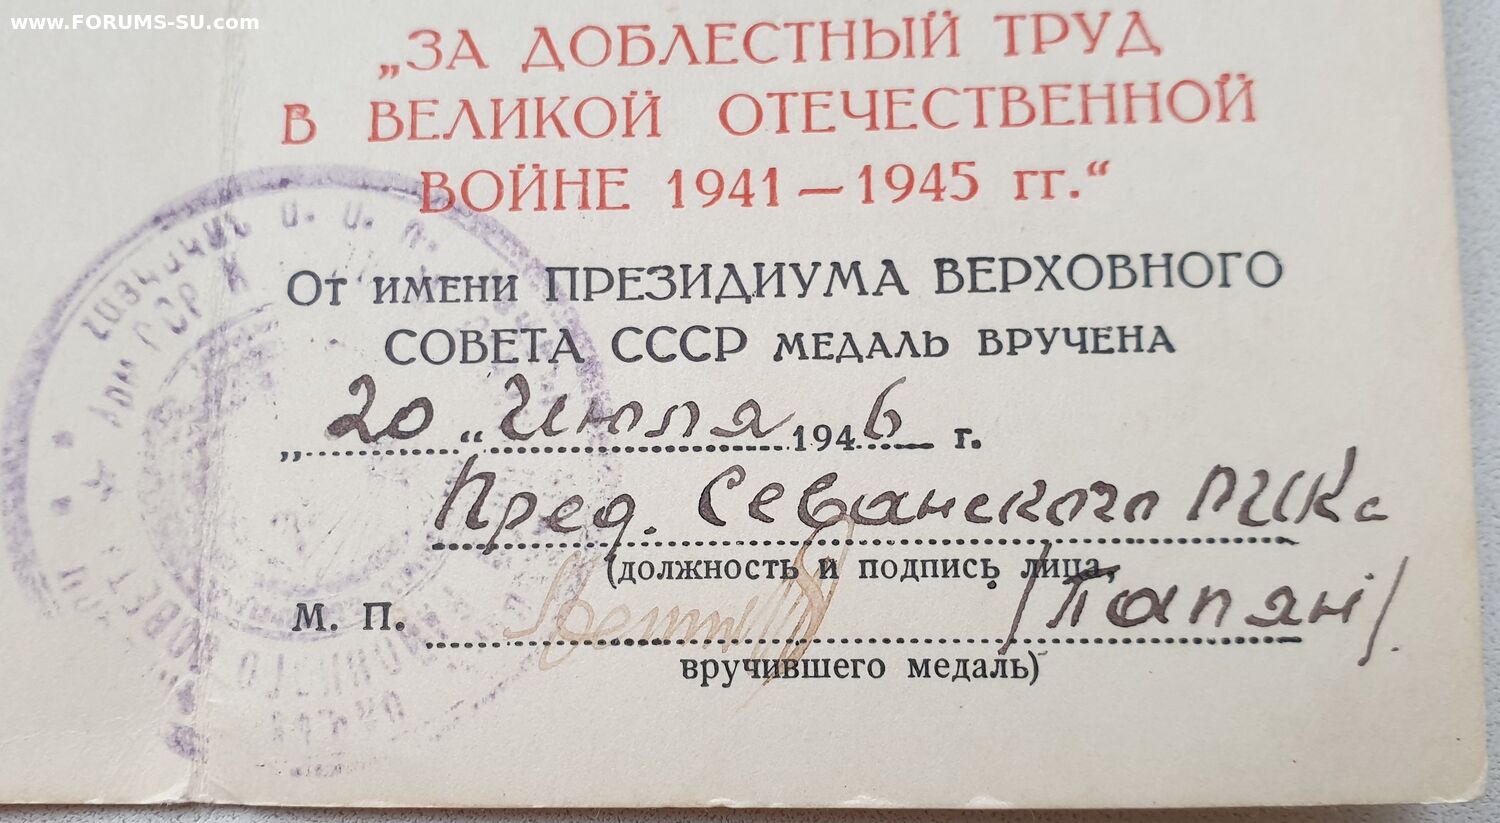 www.FORUMS-SU.com
„ЗА ДОБЛЕСТНЫЙ ТРУД
В ВЕЛИКОЙ ОТЕЧЕСТВЕННОЙ
ВОЙНЕ 1941—1945 гг.“
От имени ПРЕЗИДИУМА ВЕРХОВНОГО
СОВЕТА СССР медаль вручена
„20“ Июля 1946 г.
Пред. Севанского
(должность и подпись лица,
М. П. /Папян/.
вручившего медаль)